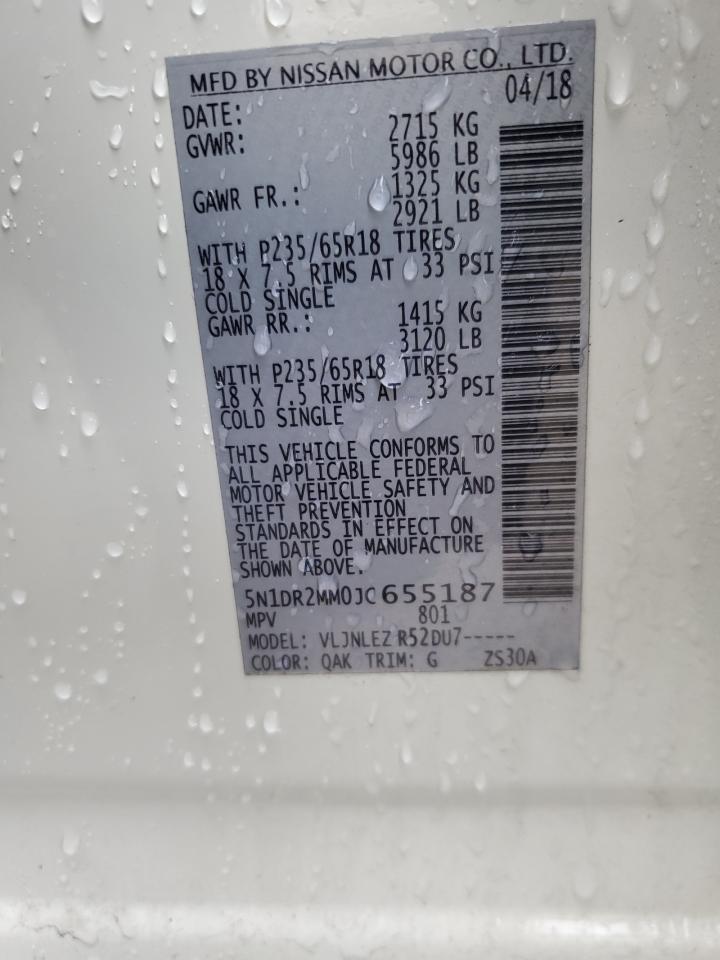 MFD BY NISSAN MOTOR CO., LTD.
DATE: 04/18
GVWR: 2715 KG
5986 LB
GAWR FR.: 1325 KG
2921 LB
WITH P235/65R18 TIRES
18 X 7.5 RIMS AT 33 PSI
COLD SINGLE
GAWR RR.: 1415 KG
3120 LB
WITH P235/65R18 TIRES
18 X 7.5 RIMS AT 33 PSI
COLD SINGLE
THIS VEHICLE CONFORMS TO
ALL APPLICABLE FEDERAL
MOTOR VEHICLE SAFETY AND
THEFT PREVENTION
STANDARDS IN EFFECT ON
THE DATE OF MANUFACTURE
SHOWN ABOVE.
5N1DR2MM0JC655187
MPV 801
MODEL: VLJNLEZ R52DU7-----
COLOR: QAK TRIM: G ZS30A